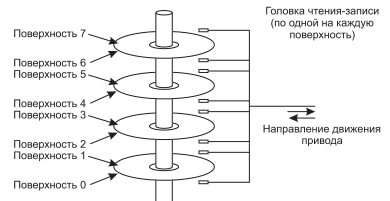 Головка чтения-записи
(по одной на каждую
поверхность)
Поверхность 7
Поверхность 6
Поверхность 5
Поверхность 4
Поверхность 3
Поверхность 2
Поверхность 1
Поверхность 0
Направление движения
привода